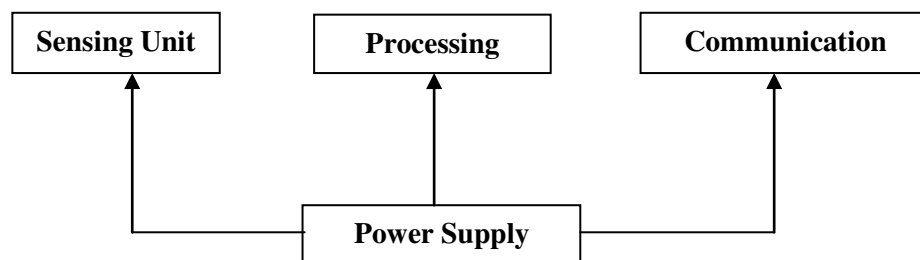 Sensing Unit
Processing
Communication
Power Supply